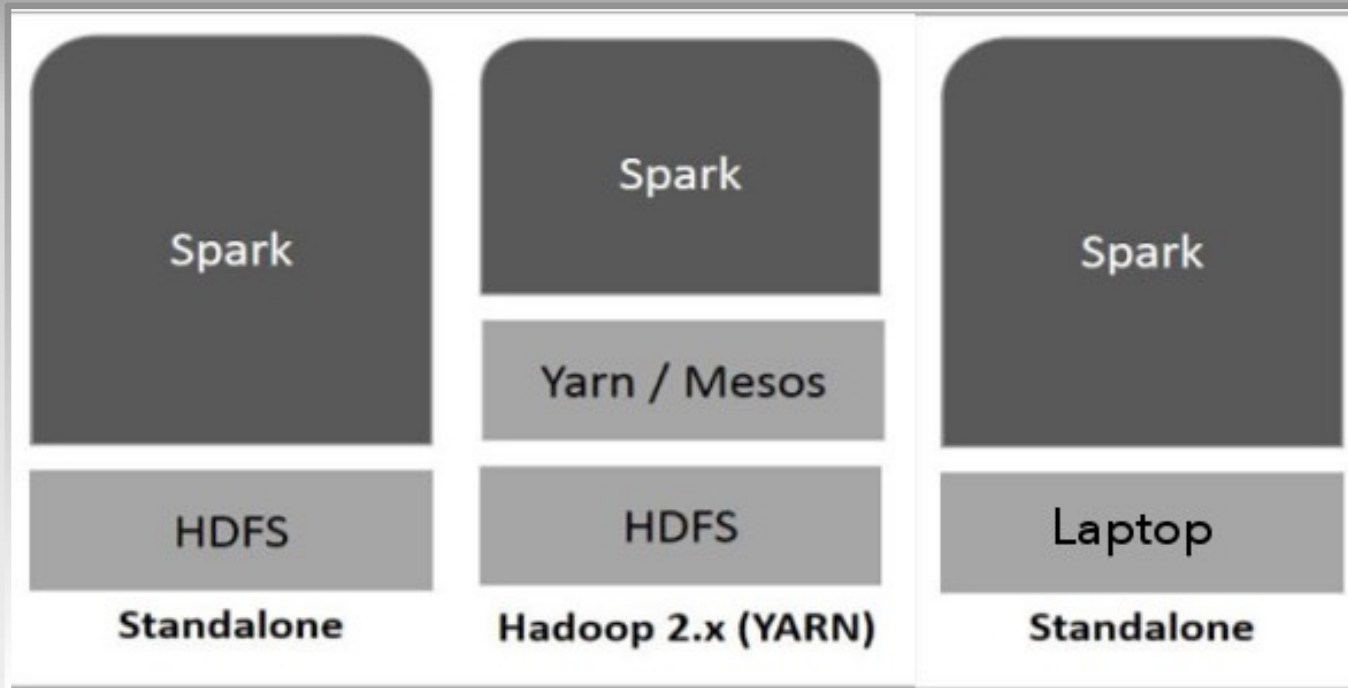 Spark
HDFS
Standalone
Spark
Yarn / Mesos
HDFS
Hadoop 2.x (YARN)
Spark
Laptop
Standalone